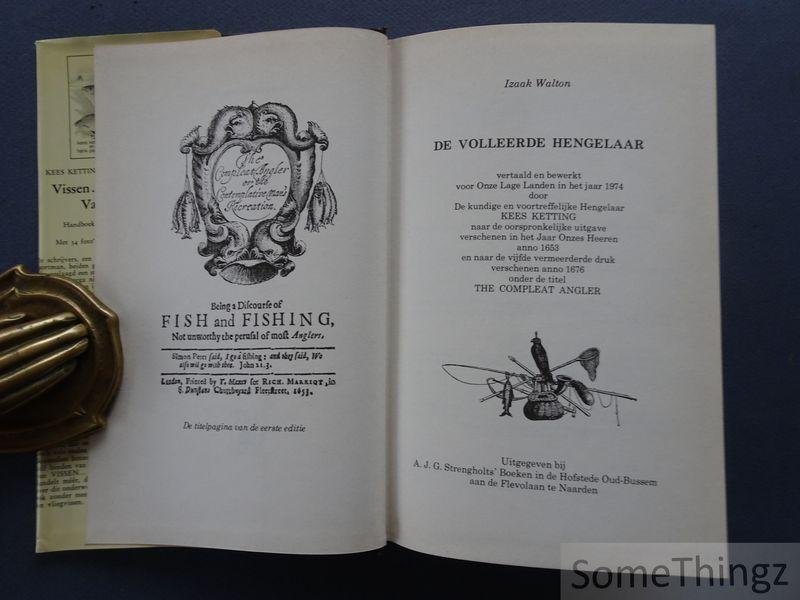 KEES KETTING
Vissen
Met 34 foto's
The
Compleat Angler
or the
Contemplative man's
Recreation.
Being a Discourse of
FISH and FISHING,
Not unworthy the perusal of most Anglers.
Simon Peter said, I go a fishing: and they said, We
also wil go with thee. John 21.3.
London, Printed by T. Maxey for RICH. MARRIOT, in
S. Dunstans Churchyard Fleetstreet, 1653.
De titelpagina van de eerste editie
Izaak Walton
DE VOLLEERDE HENGELAAR
vertaald en bewerkt
voor Onze Lage Landen in het jaar 1974
door
De kundige en voortreffelijke Hengelaar
KEES KETTING
naar de oorspronkelijke uitgave
verschenen in het Jaar Onzes Heeren
anno 1653
en naar de vijfde vermeerderde druk
verschenen anno 1676
onder de titel
THE COMPLEAT ANGLER
Uitgegeven bij
A. J. G. Strengholts' Boeken in de Hofstede Oud-Bussem
aan de Flevolaan te Naarden
SomeThingz